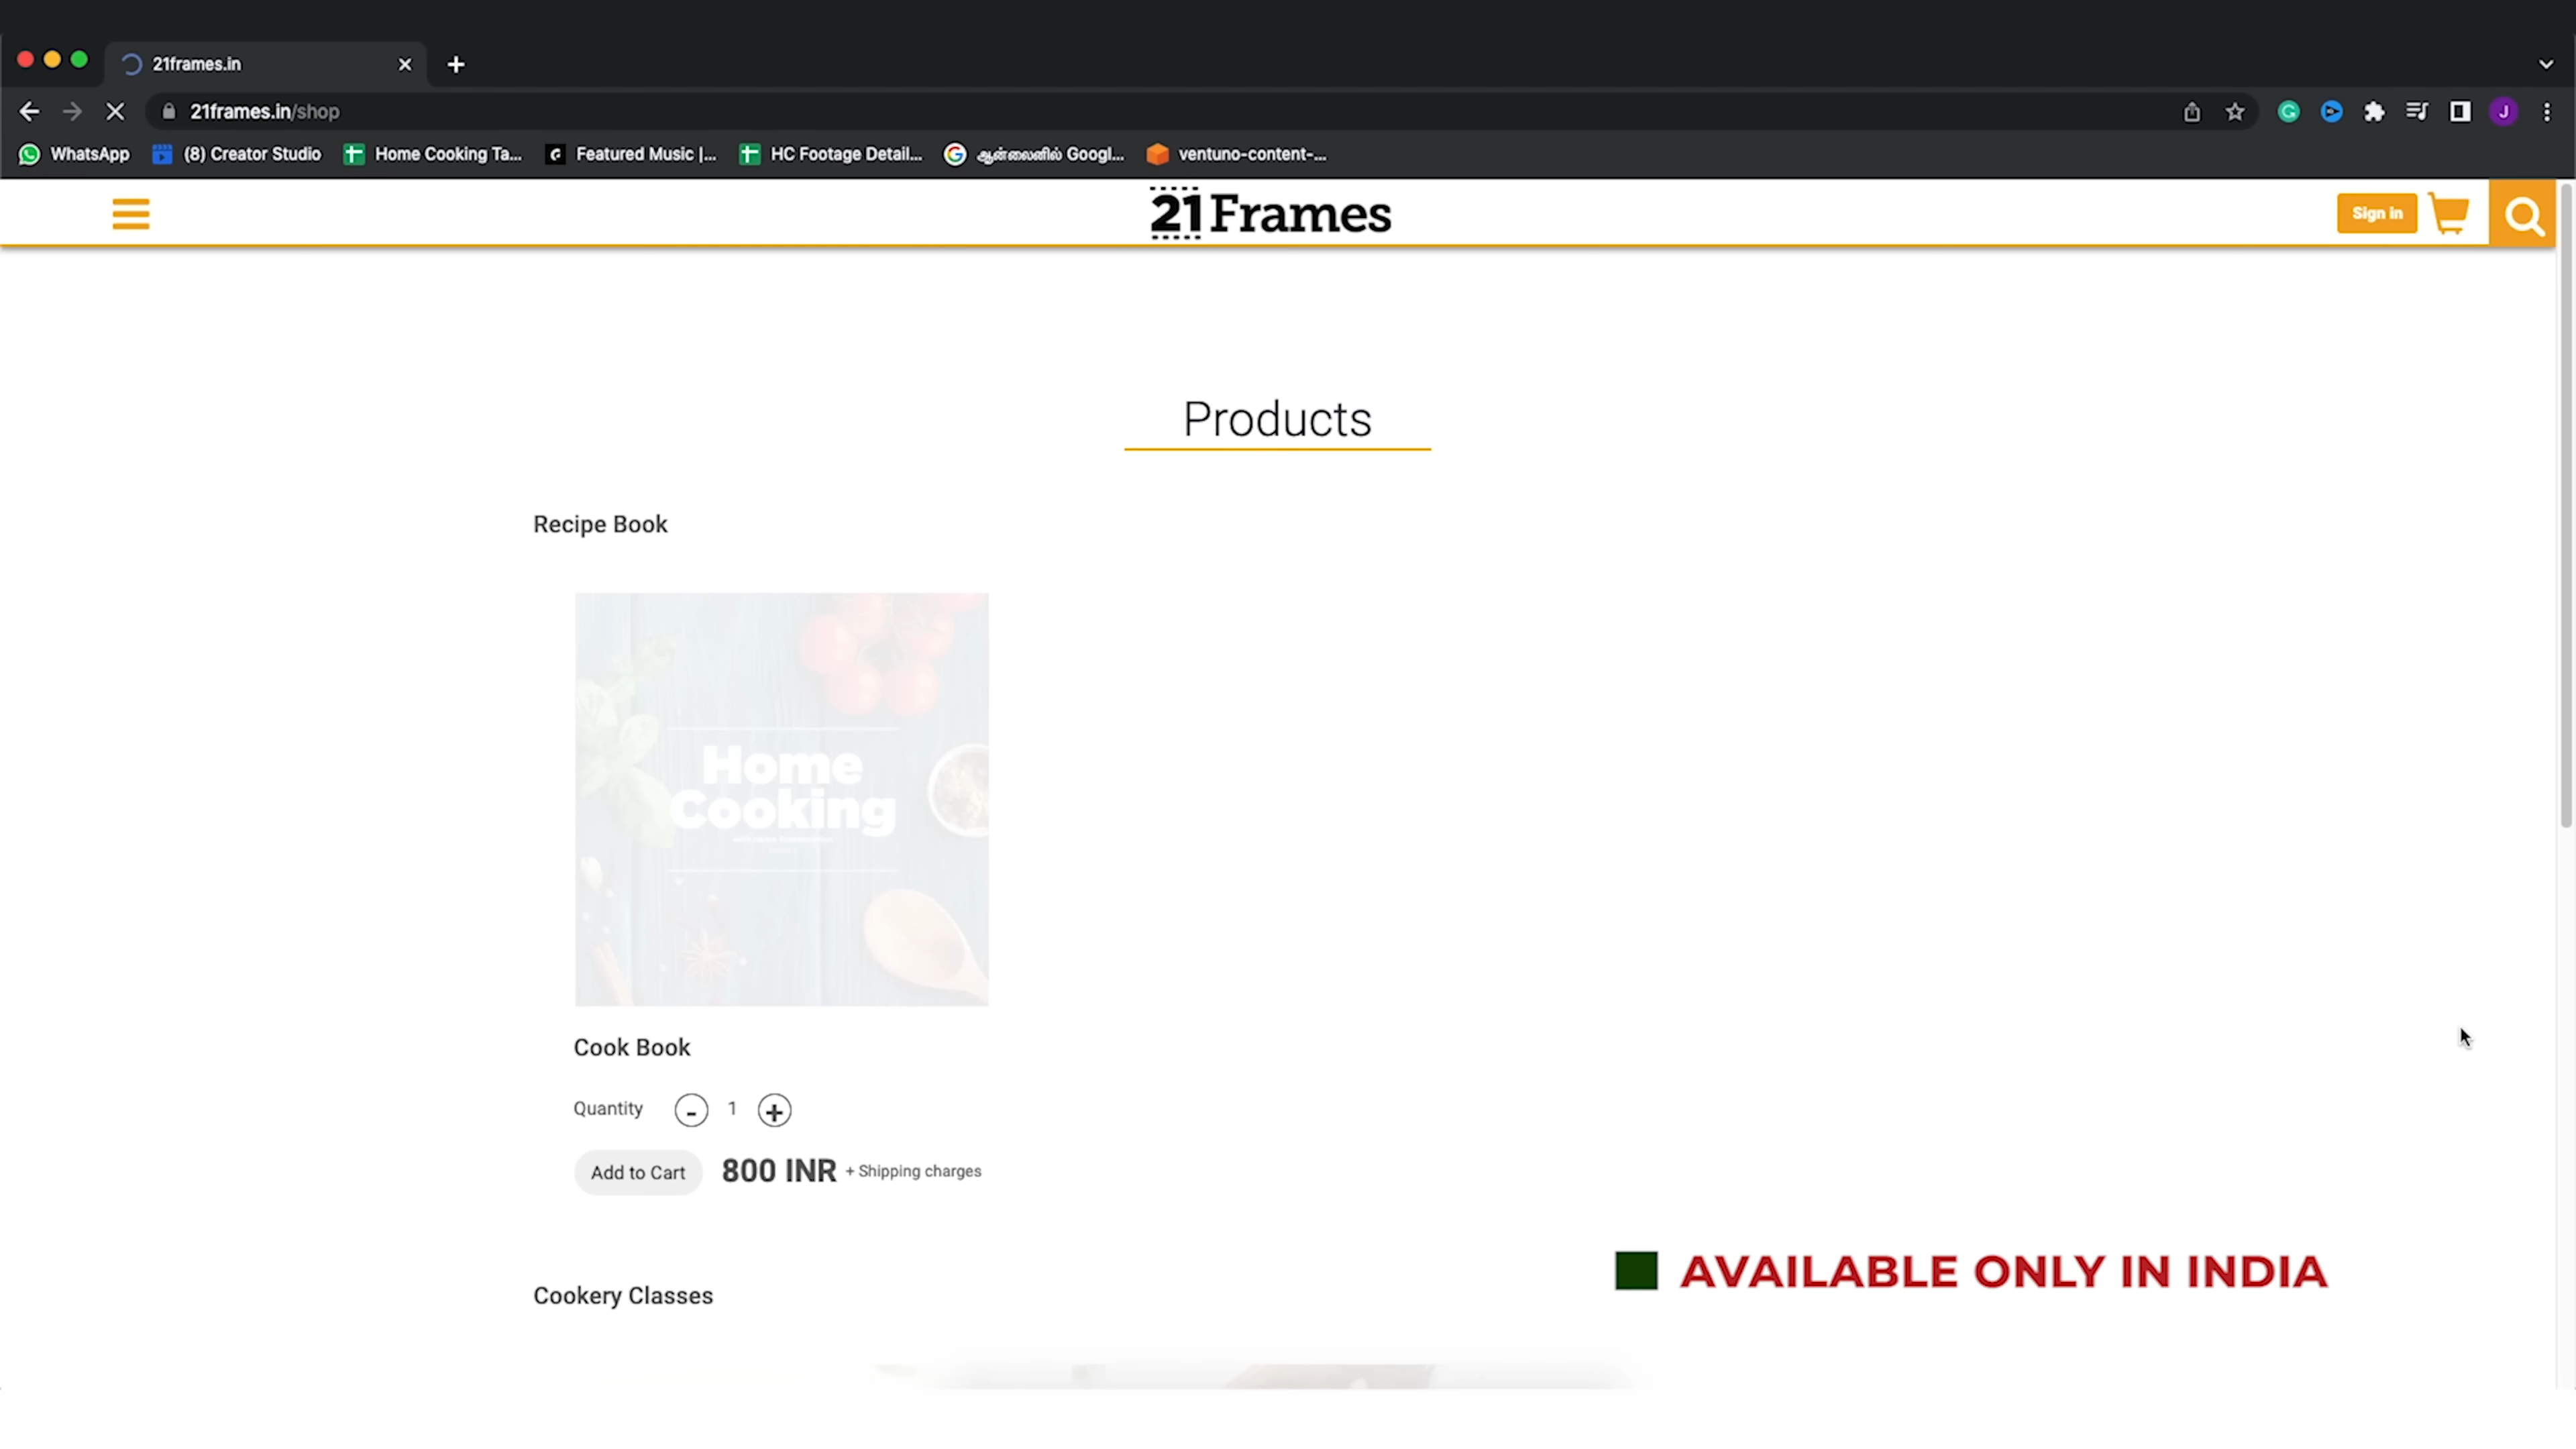 21frames.in
21frames.in/shop
WhatsApp (8) Creator Studio Home Cooking Ta... Featured Music |... HC Footage Detail... ஆன்லைனில் Googl... ventuno-content-...
21 Frames
Sign in
Products
Recipe Book
Home
Cooking
Cook Book
Quantity - 1 +
Add to Cart 800 INR + Shipping charges
AVAILABLE ONLY IN INDIA
Cookery Classes